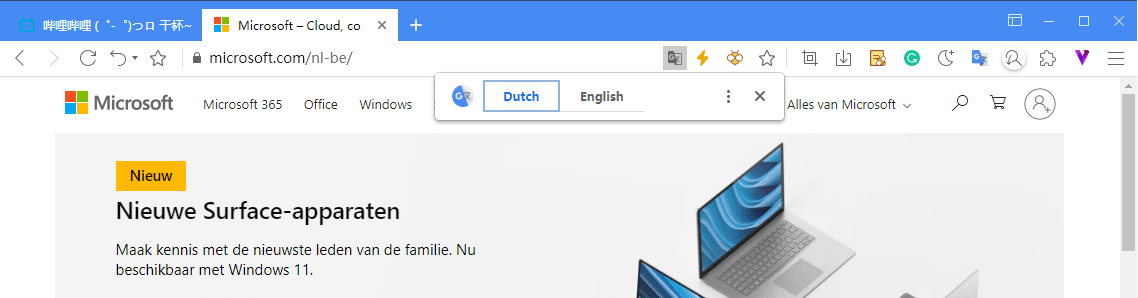 哔哩哔哩 (゜-゜)つロ 干杯~
Microsoft – Cloud, co
microsoft.com/nl-be/
Microsoft
Microsoft 365
Office
Windows
Dutch
English
Alles van Microsoft
Nieuw
Nieuwe Surface-apparaten
Maak kennis met de nieuwste leden van de familie. Nu
beschikbaar met Windows 11.